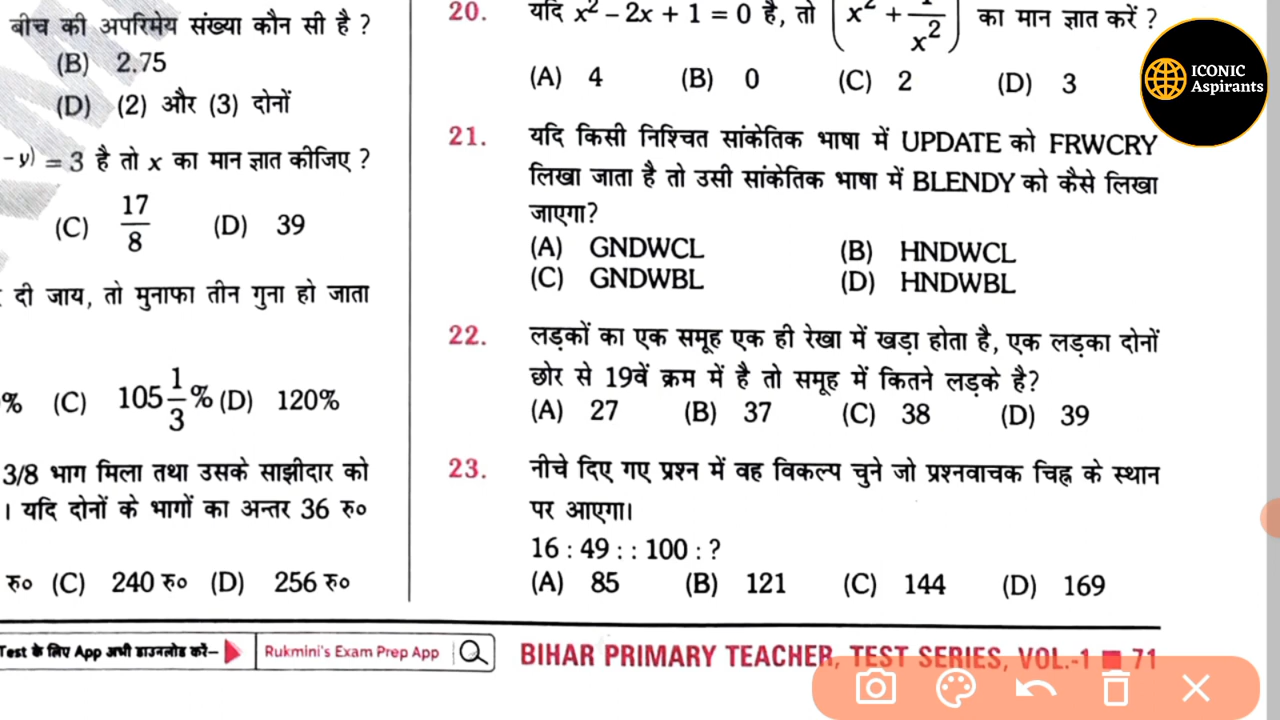 बीच की अपरिमेय संख्या कौन सी है ?
(B) 2.75
(D) (2) और (3) दोनों
- y) = 3 है तो x का मान ज्ञात कीजिए ?
(C) 17/8 (D) 39
दी जाय, तो मुनाफा तीन गुना हो जाता
% (C) 105 1/3 % (D) 120%
3/8 भाग मिला तथा उसके साझीदार को
। यदि दोनों के भागों का अन्तर 36 रु०
रु० (C) 240 रु० (D) 256 रु०
20. यदि x² – 2x + 1 = 0 है, तो (x² + 1/x²) का मान ज्ञात करें ?
(A) 4 (B) 0 (C) 2 (D) 3
21. यदि किसी निश्चित सांकेतिक भाषा में UPDATE को FRWCRY
लिखा जाता है तो उसी सांकेतिक भाषा में BLENDY को कैसे लिखा
जाएगा?
(A) GNDWCL (B) HNDWCL
(C) GNDWBL (D) HNDWBL
22. लड़कों का एक समूह एक ही रेखा में खड़ा होता है, एक लड़का दोनों
छोर से 19वें क्रम में है तो समूह में कितने लड़के है?
(A) 27 (B) 37 (C) 38 (D) 39
23. नीचे दिए गए प्रश्न में वह विकल्प चुने जो प्रश्नवाचक चिह्न के स्थान
पर आएगा।
16 : 49 : : 100 : ?
(A) 85 (B) 121 (C) 144 (D) 169
Test के लिए App अभी डाउनलोड करें–
Rukmini's Exam Prep App
BIHAR PRIMARY TEACHER, TEST SERIES, VOL.-1 ■ 71
ICONIC
Aspirants